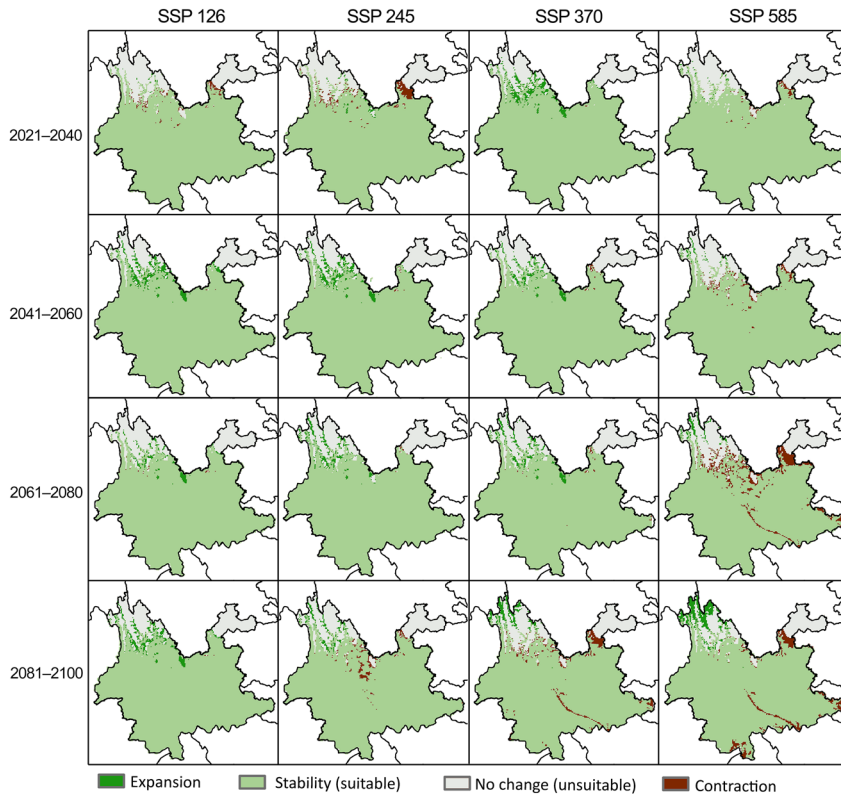 SSP 126 SSP 245 SSP 370 SSP 585
2021–2040
2041–2060
2061–2080
2081–2100
Expansion Stability (suitable) No change (unsuitable) Contraction